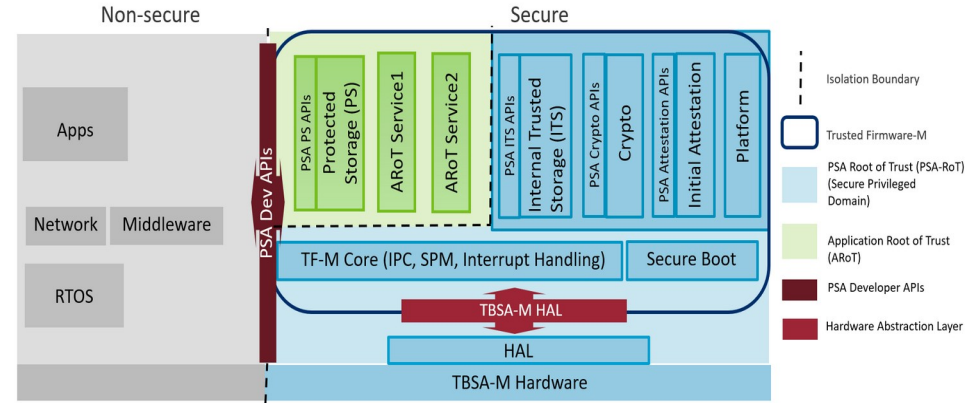 Non-secure
Secure
Apps
Network
Middleware
RTOS
PSA Dev APIs
PSA PS APIs
Protected
Storage (PS)
ARoT Service1
ARoT Service2
PSA ITS APIs
Internal Trusted
Storage (ITS)
PSA Crypto APIs
Crypto
PSA Attestation APIs
Initial Attestation
Platform
TF-M Core (IPC, SPM, Interrupt Handling)
Secure Boot
TBSA-M HAL
HAL
TBSA-M Hardware
Isolation Boundary
Trusted Firmware-M
PSA Root of Trust (PSA-RoT)
(Secure Privileged
Domain)
Application Root of Trust
(ARoT)
PSA Developer APIs
Hardware Abstraction Layer